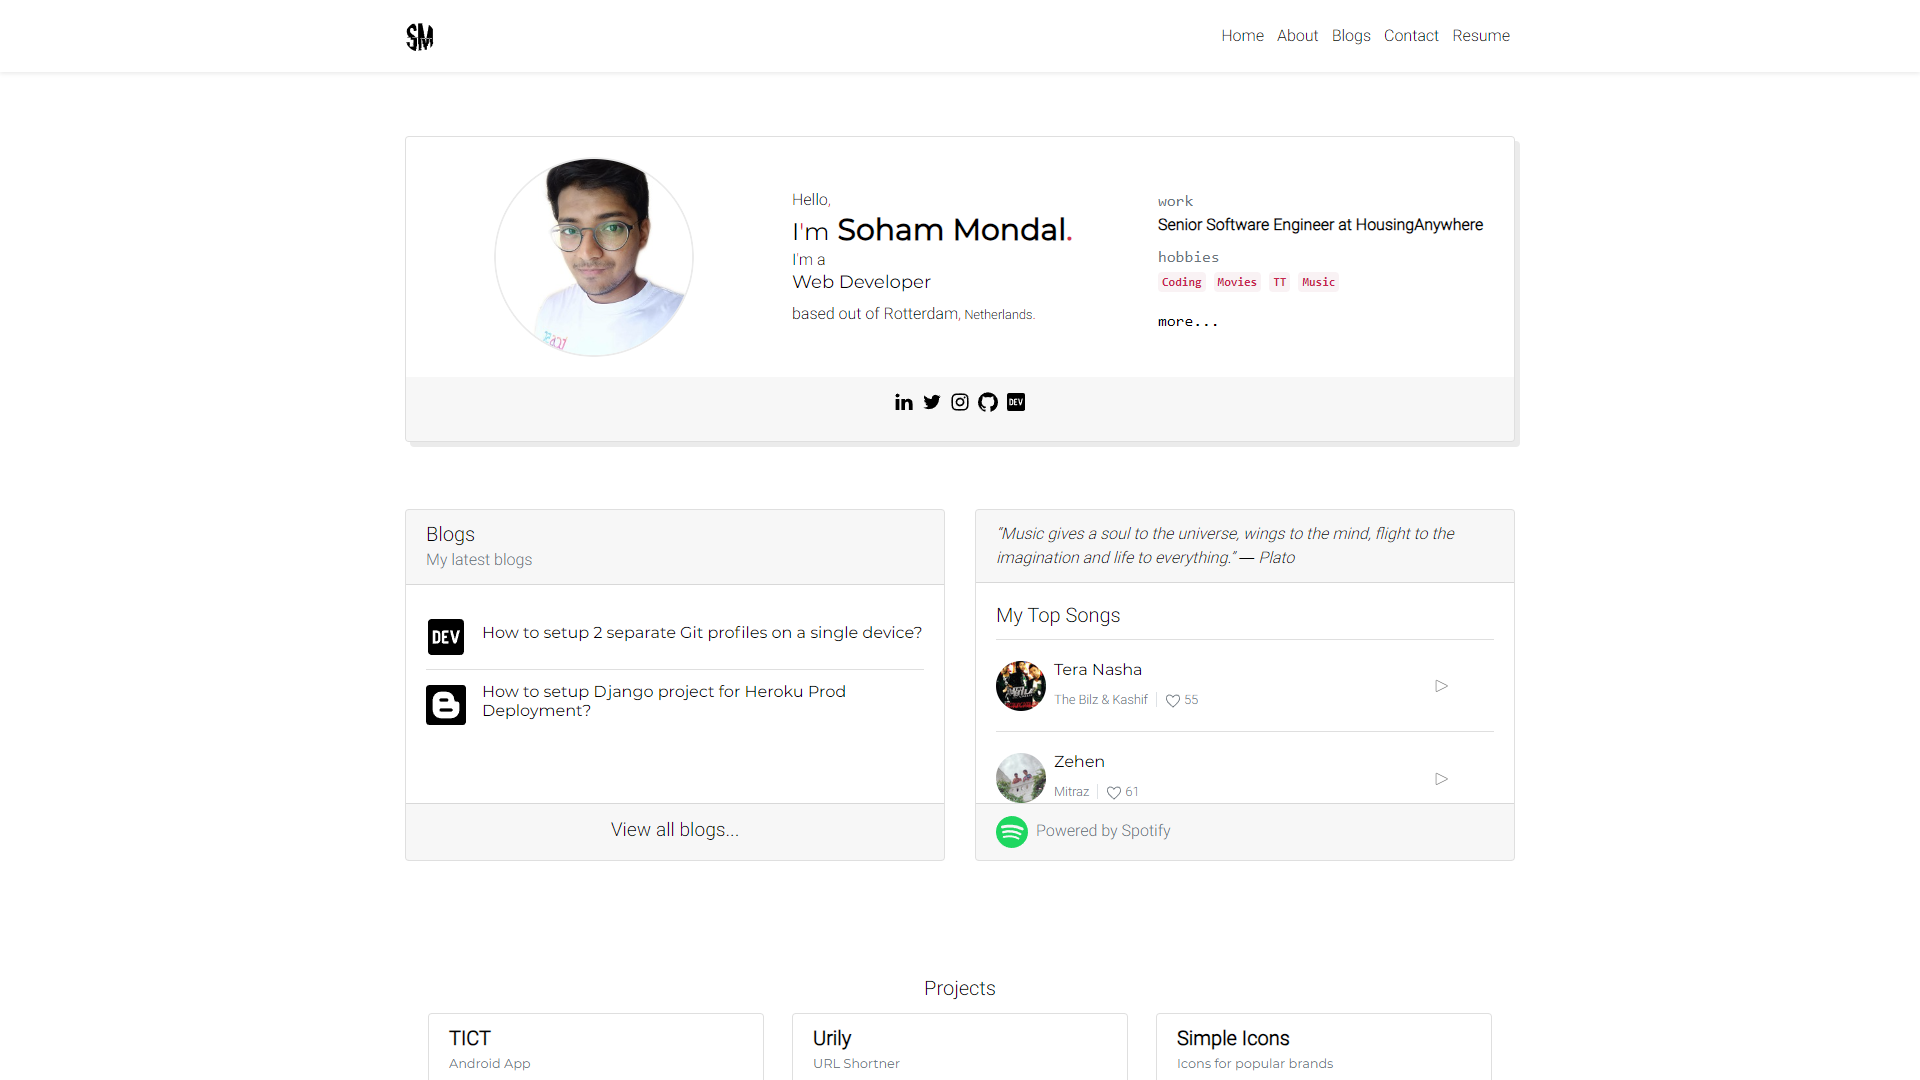 SM
Home About Blogs Contact Resume
Hello,
I'm Soham Mondal.
I'm a
Web Developer
based out of Rotterdam, Netherlands.
work
Senior Software Engineer at HousingAnywhere
hobbies
Coding Movies TT Music
more...
DEV
Blogs
My latest blogs
DEV
How to setup 2 separate Git profiles on a single device?
How to setup Django project for Heroku Prod
Deployment?
View all blogs...
“Music gives a soul to the universe, wings to the mind, flight to the
imagination and life to everything.” ― Plato
My Top Songs
Tera Nasha
The Bilz & Kashif 55
Zehen
Mitraz 61
Powered by Spotify
Projects
TICT
Android App
Urily
URL Shortner
Simple Icons
Icons for popular brands